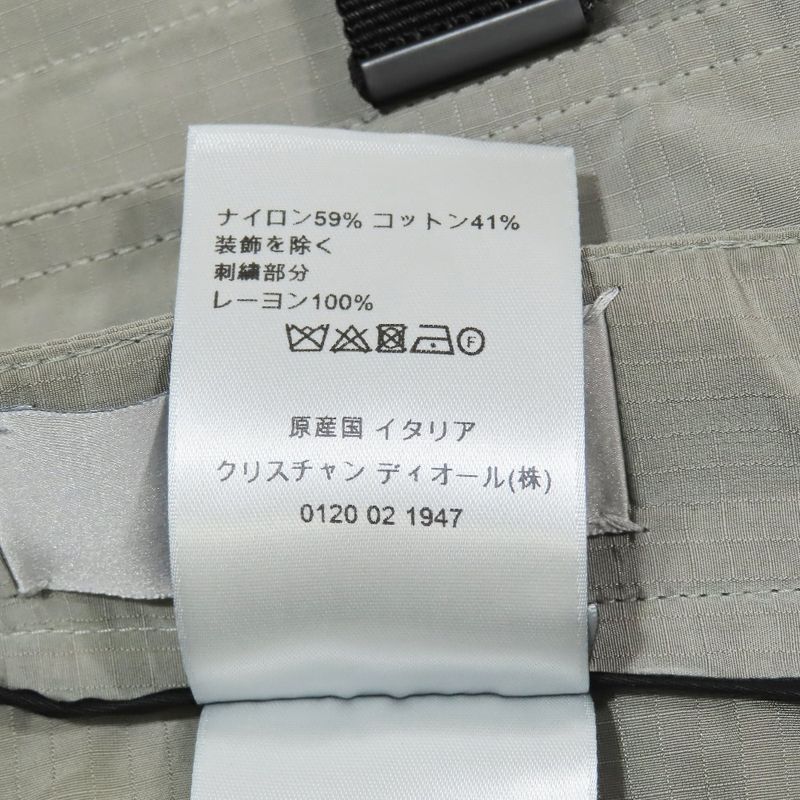 ナイロン59% コットン41%
装飾を除く
刺繍部分
レーヨン100%
F
原産国 イタリア
クリスチャン ディオール(株)
0120 02 1947